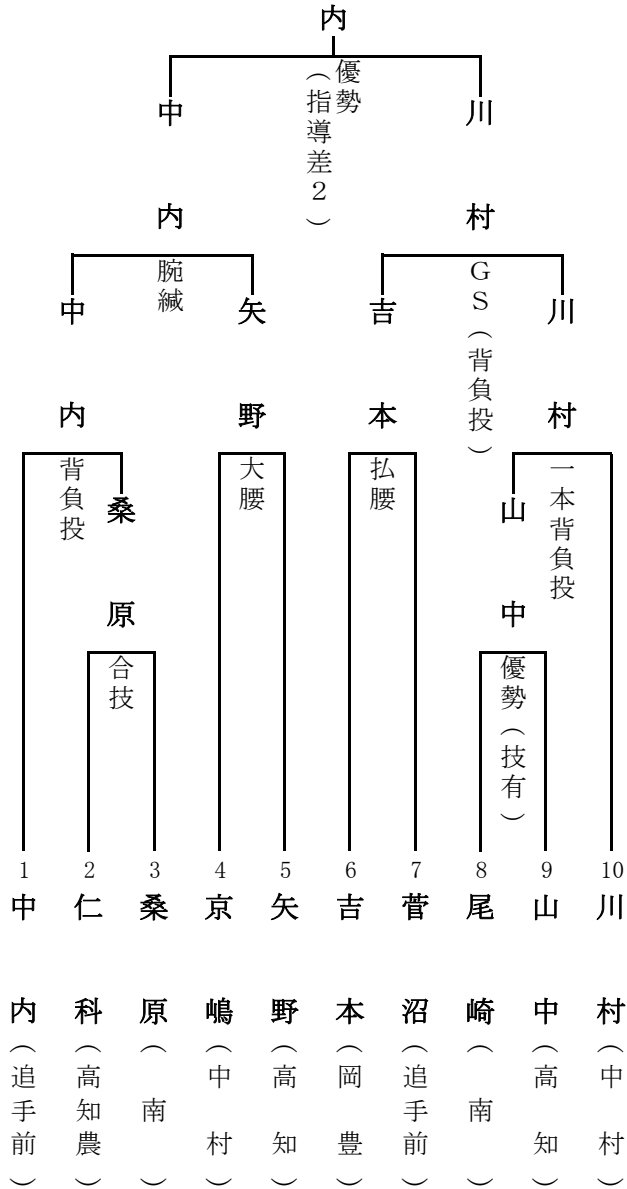 内
優勢
（指導差２）
中内
川村
腕緘
ＧＳ（背負投）
中内
矢野
吉本
川村
背負投
大腰
払腰
一本背負投
桑原
山中
合技
優勢（技有）
1 中内（追手前）
2 仁科（高知農）
3 桑原（南）
4 京嶋（中村）
5 矢野（高知）
6 吉本（岡豊）
7 菅沼（追手前）
8 尾崎（南）
9 山中（高知）
10 川村（中村）